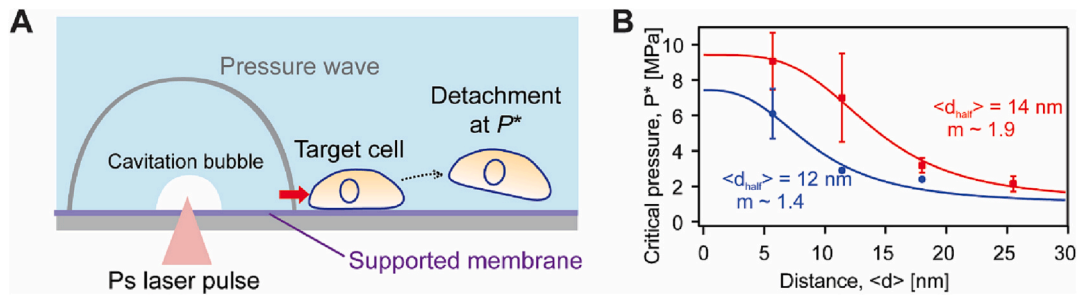 A
Pressure wave
Cavitation bubble
Target cell
Detachment
at P*
Ps laser pulse
Supported membrane
B
Critical pressure, P* [MPa]
10
8
6
4
2
0
<d_half> = 14 nm
m ~ 1.9
<d_half> = 12 nm
m ~ 1.4
0 5 10 15 20 25 30
Distance, <d> [nm]